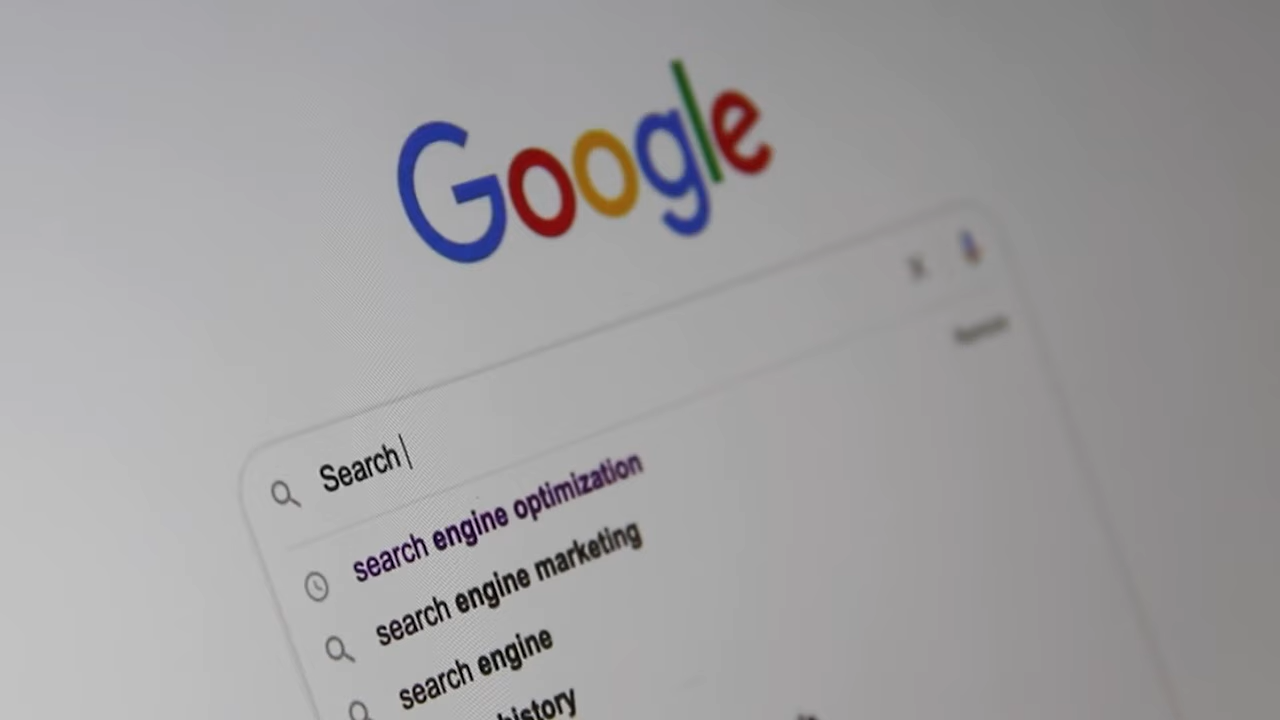 Google
Search
search engine optimization
search engine marketing
search engine
history